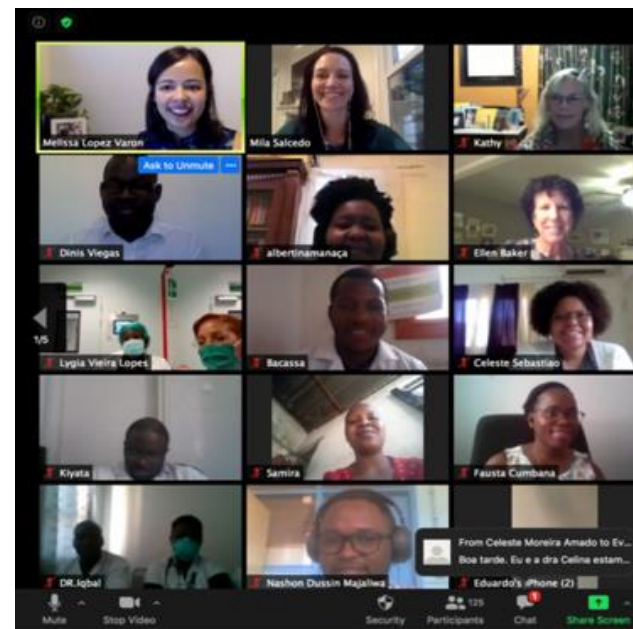 Melissa Lopez Varon
Mila Salcedo
Kathy
Ask to Unmute
Dinis Viegas
albertinamanaça
Ellen Baker
1/5
Lygia Vieira Lopes
Bacassa
Celeste Sebastiao
Kiyata
Samira
Fausta Cumbana
DR.Iqbal
Nashon Dussin Majaliwa
From Celeste Moreira Amado to Ev...
Boa tarde. Eu e a dra Celina estam...
Eduardo's iPhone (2)
Mute
Stop Video
Security
Participants
125
Chat
1
Share Screen